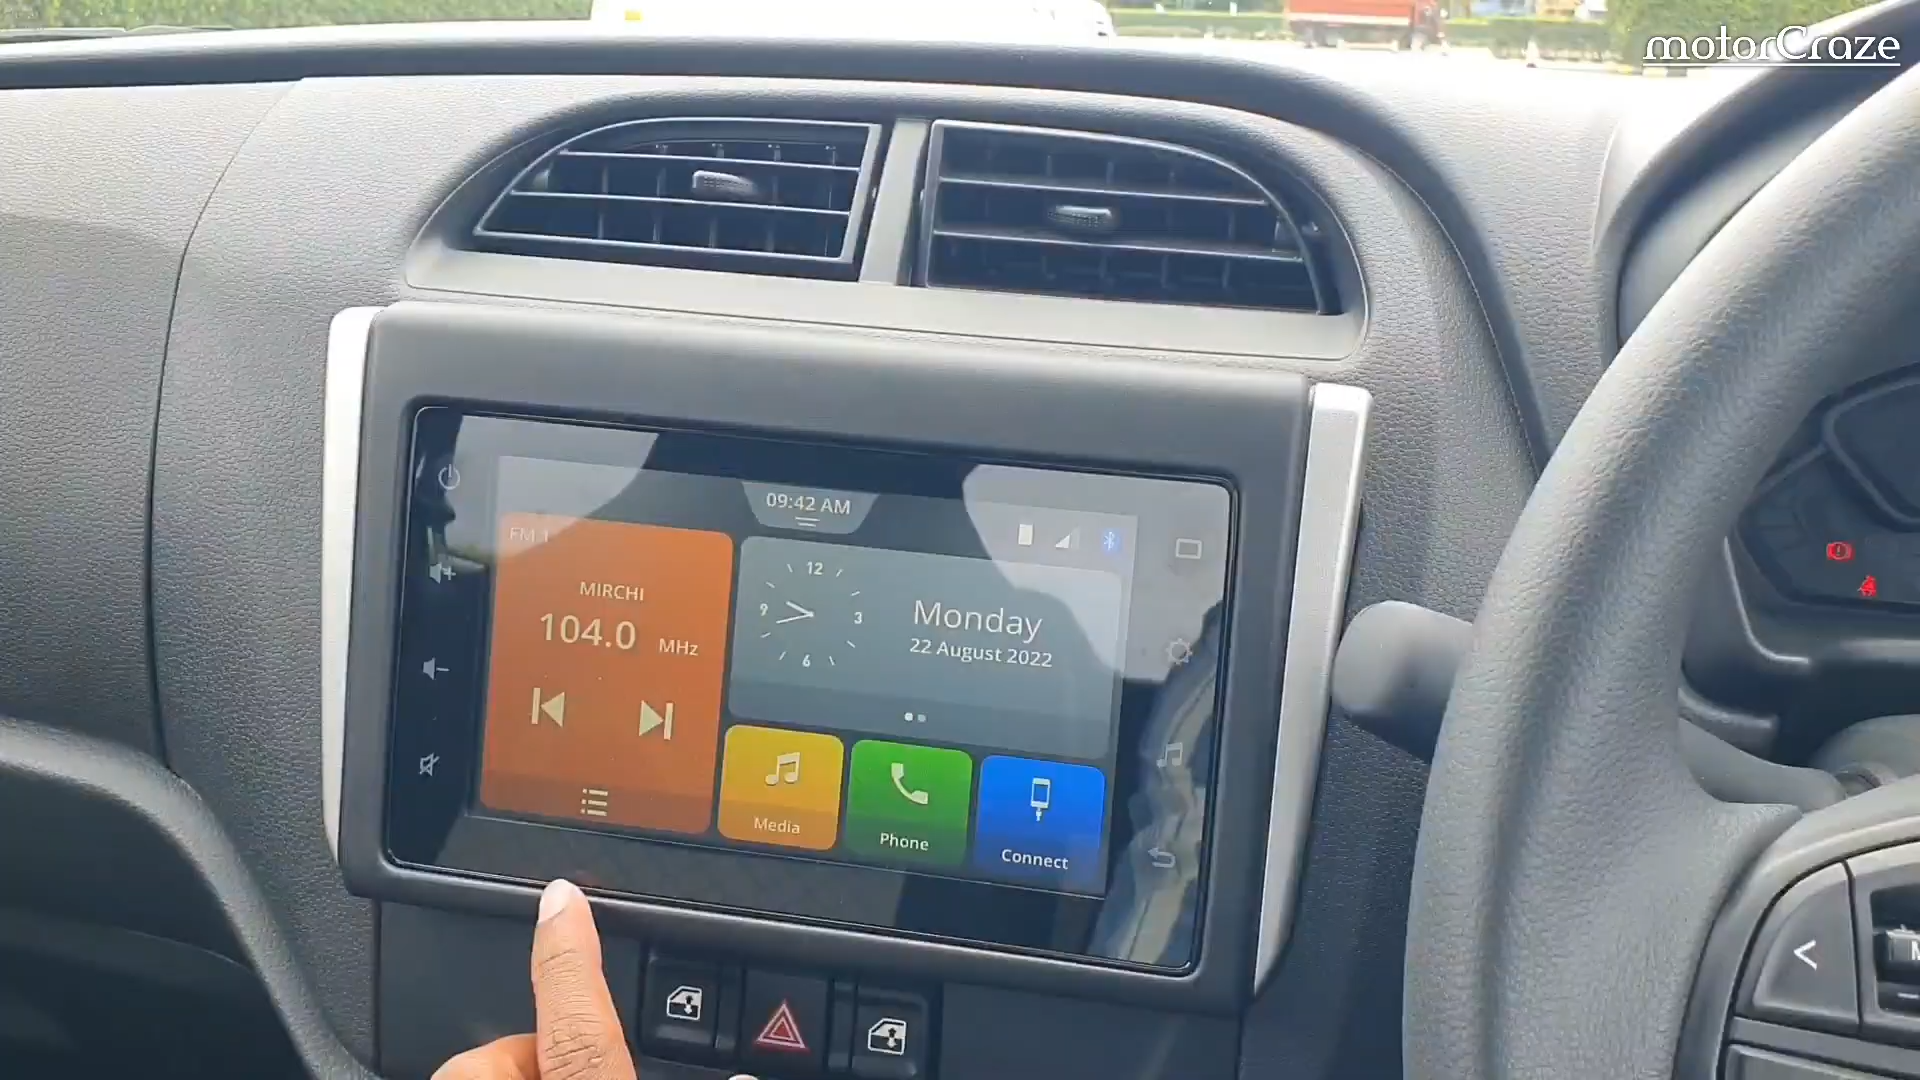 motorCraze
09:42 AM
FM 1
MIRCHI
104.0 MHz
12
3
6
9
Monday
22 August 2022
Media
Phone
Connect